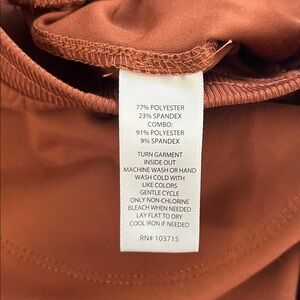 77% POLYESTER
23% SPANDEX
COMBO:
91% POLYESTER
9% SPANDEX
TURN GARMENT
INSIDE OUT
MACHINE WASH OR HAND
WASH COLD WITH
LIKE COLORS
GENTLE CYCLE
ONLY NON-CHLORINE
BLEACH WHEN NEEDED
LAY FLAT TO DRY
COOL IRON IF NEEDED
RN# 103715